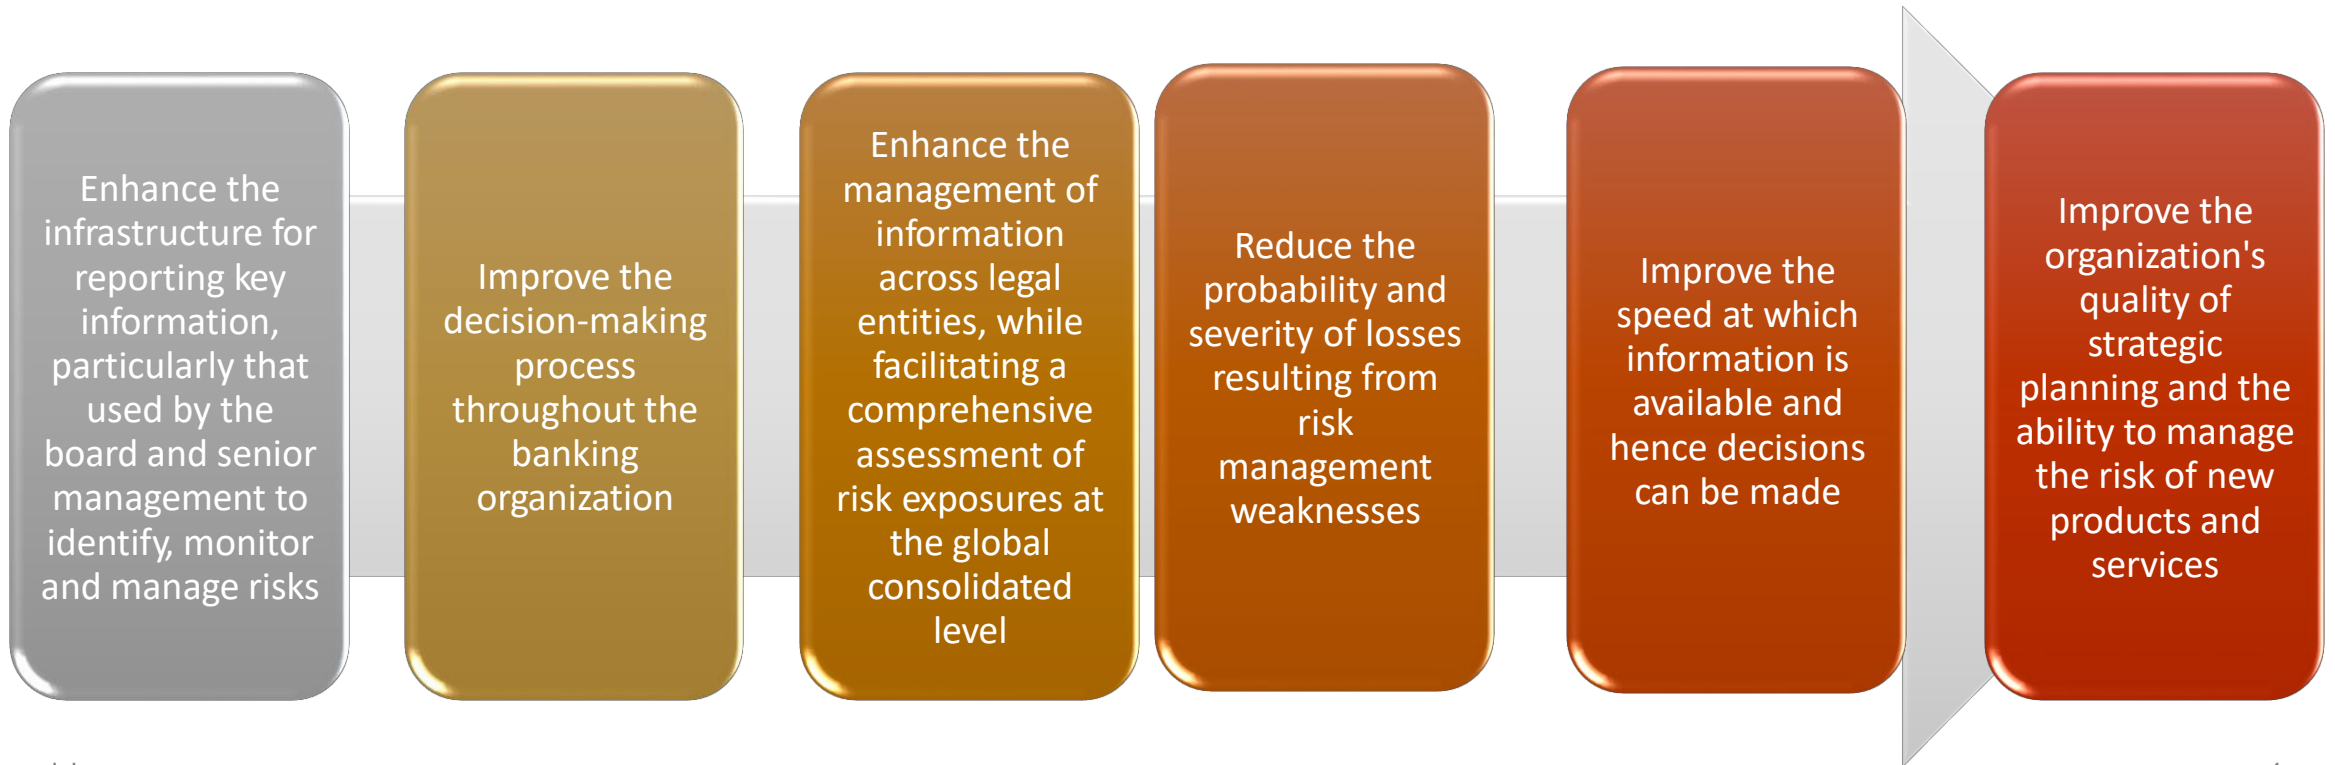 Enhance the
infrastructure for
reporting key
information,
particularly that
used by the
board and senior
management to
identify, monitor
and manage risks
Improve the
decision-making
process
throughout the
banking
organization
Enhance the
management of
information
across legal
entities, while
facilitating a
comprehensive
assessment of
risk exposures at
the global
consolidated
level
Reduce the
probability and
severity of losses
resulting from
risk
management
weaknesses
Improve the
speed at which
information is
available and
hence decisions
can be made
Improve the
organization's
quality of
strategic
planning and the
ability to manage
the risk of new
products and
services